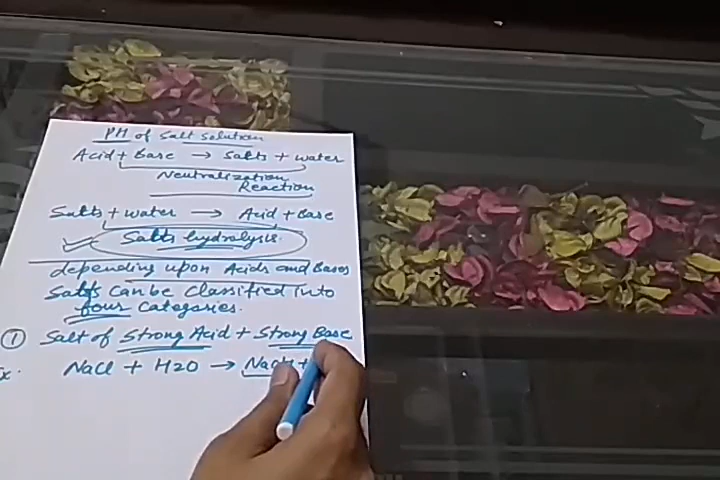 PH of Salt Solution
Acid + Base → Salts + water
Neutralization
Reaction
Salts + water → Acid + Base
Salts hydrolysis.
depending upon Acids and Bases
Salts can be classified into
four Categories.
① Salt of Strong Acid + Strong Base
NaCl + H2O →